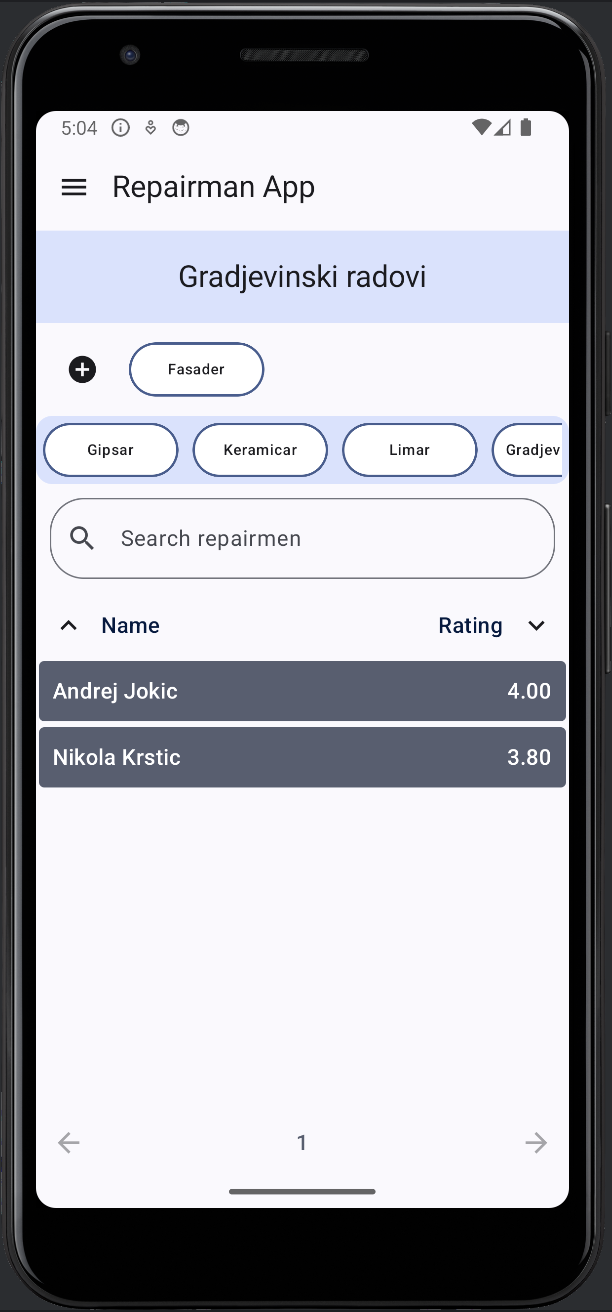 5:04
Repairman App
Gradjevinski radovi
Fasader
Gipsar Keramicar Limar Gradjev
Search repairmen
Name Rating
Andrej Jokic 4.00
Nikola Krstic 3.80
1